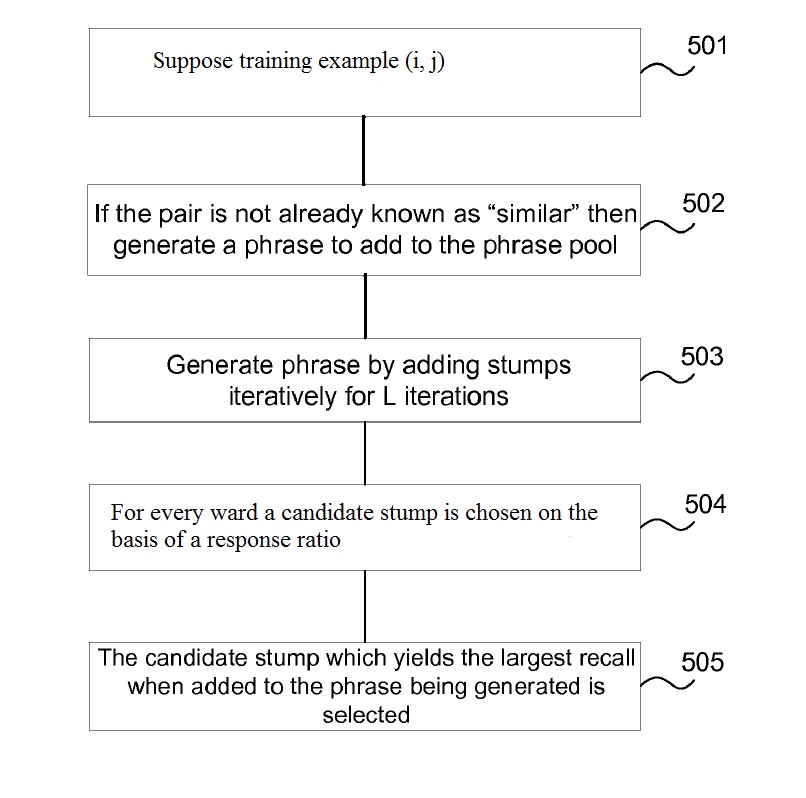 Suppose training example (i, j)
501
If the pair is not already known as “similar” then
generate a phrase to add to the phrase pool
502
Generate phrase by adding stumps
iteratively for L iterations
503
For every ward a candidate stump is chosen on the
basis of a response ratio
504
The candidate stump which yields the largest recall
when added to the phrase being generated is
selected
505